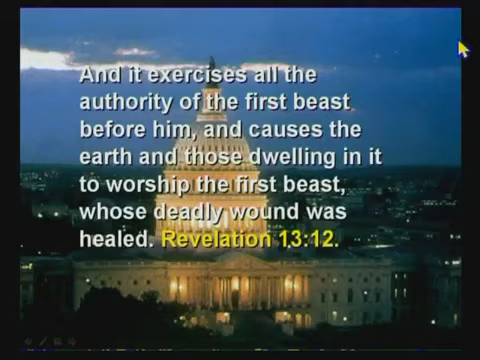 And it exercises all the
authority of the first beast
before him, and causes the
earth and those dwelling in it
to worship the first beast,
whose deadly wound was
healed. Revelation 13:12.